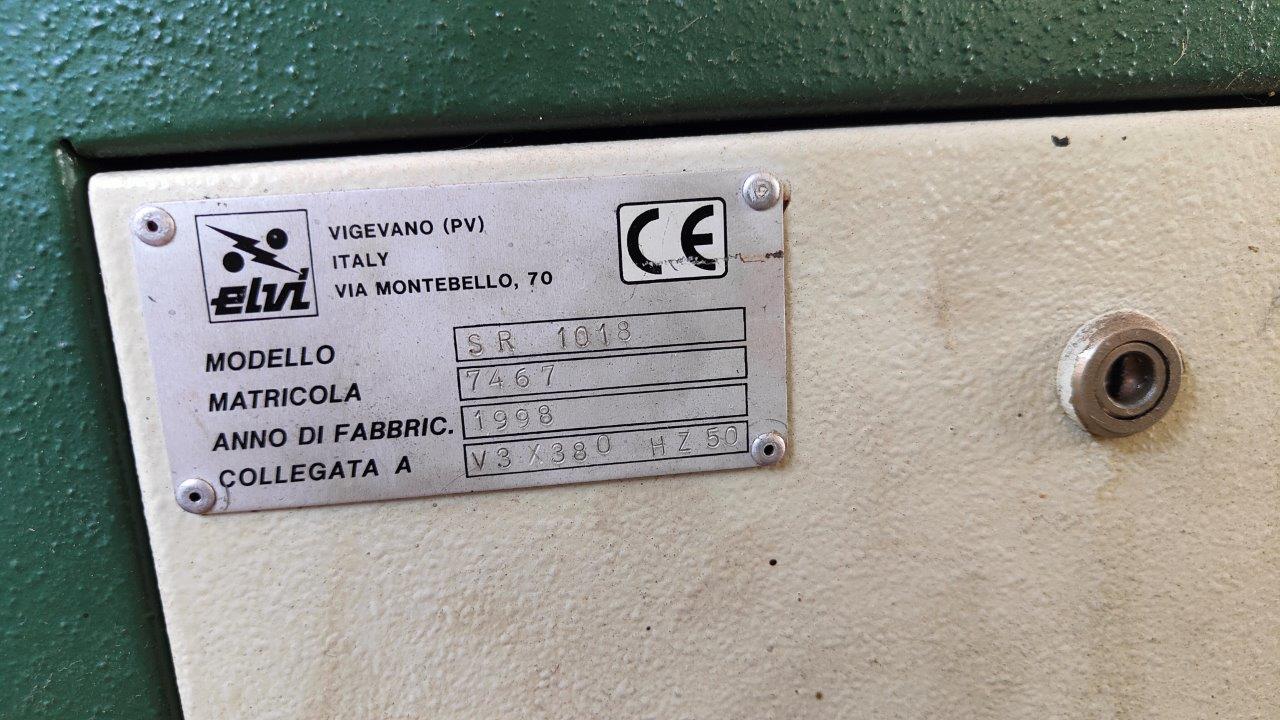 elvi
VIGEVANO (PV)
ITALY
VIA MONTEBELLO, 70
CE
MODELLO SR 1018
MATRICOLA 7467
ANNO DI FABBRIC. 1998
COLLEGATA A V3X380 HZ50